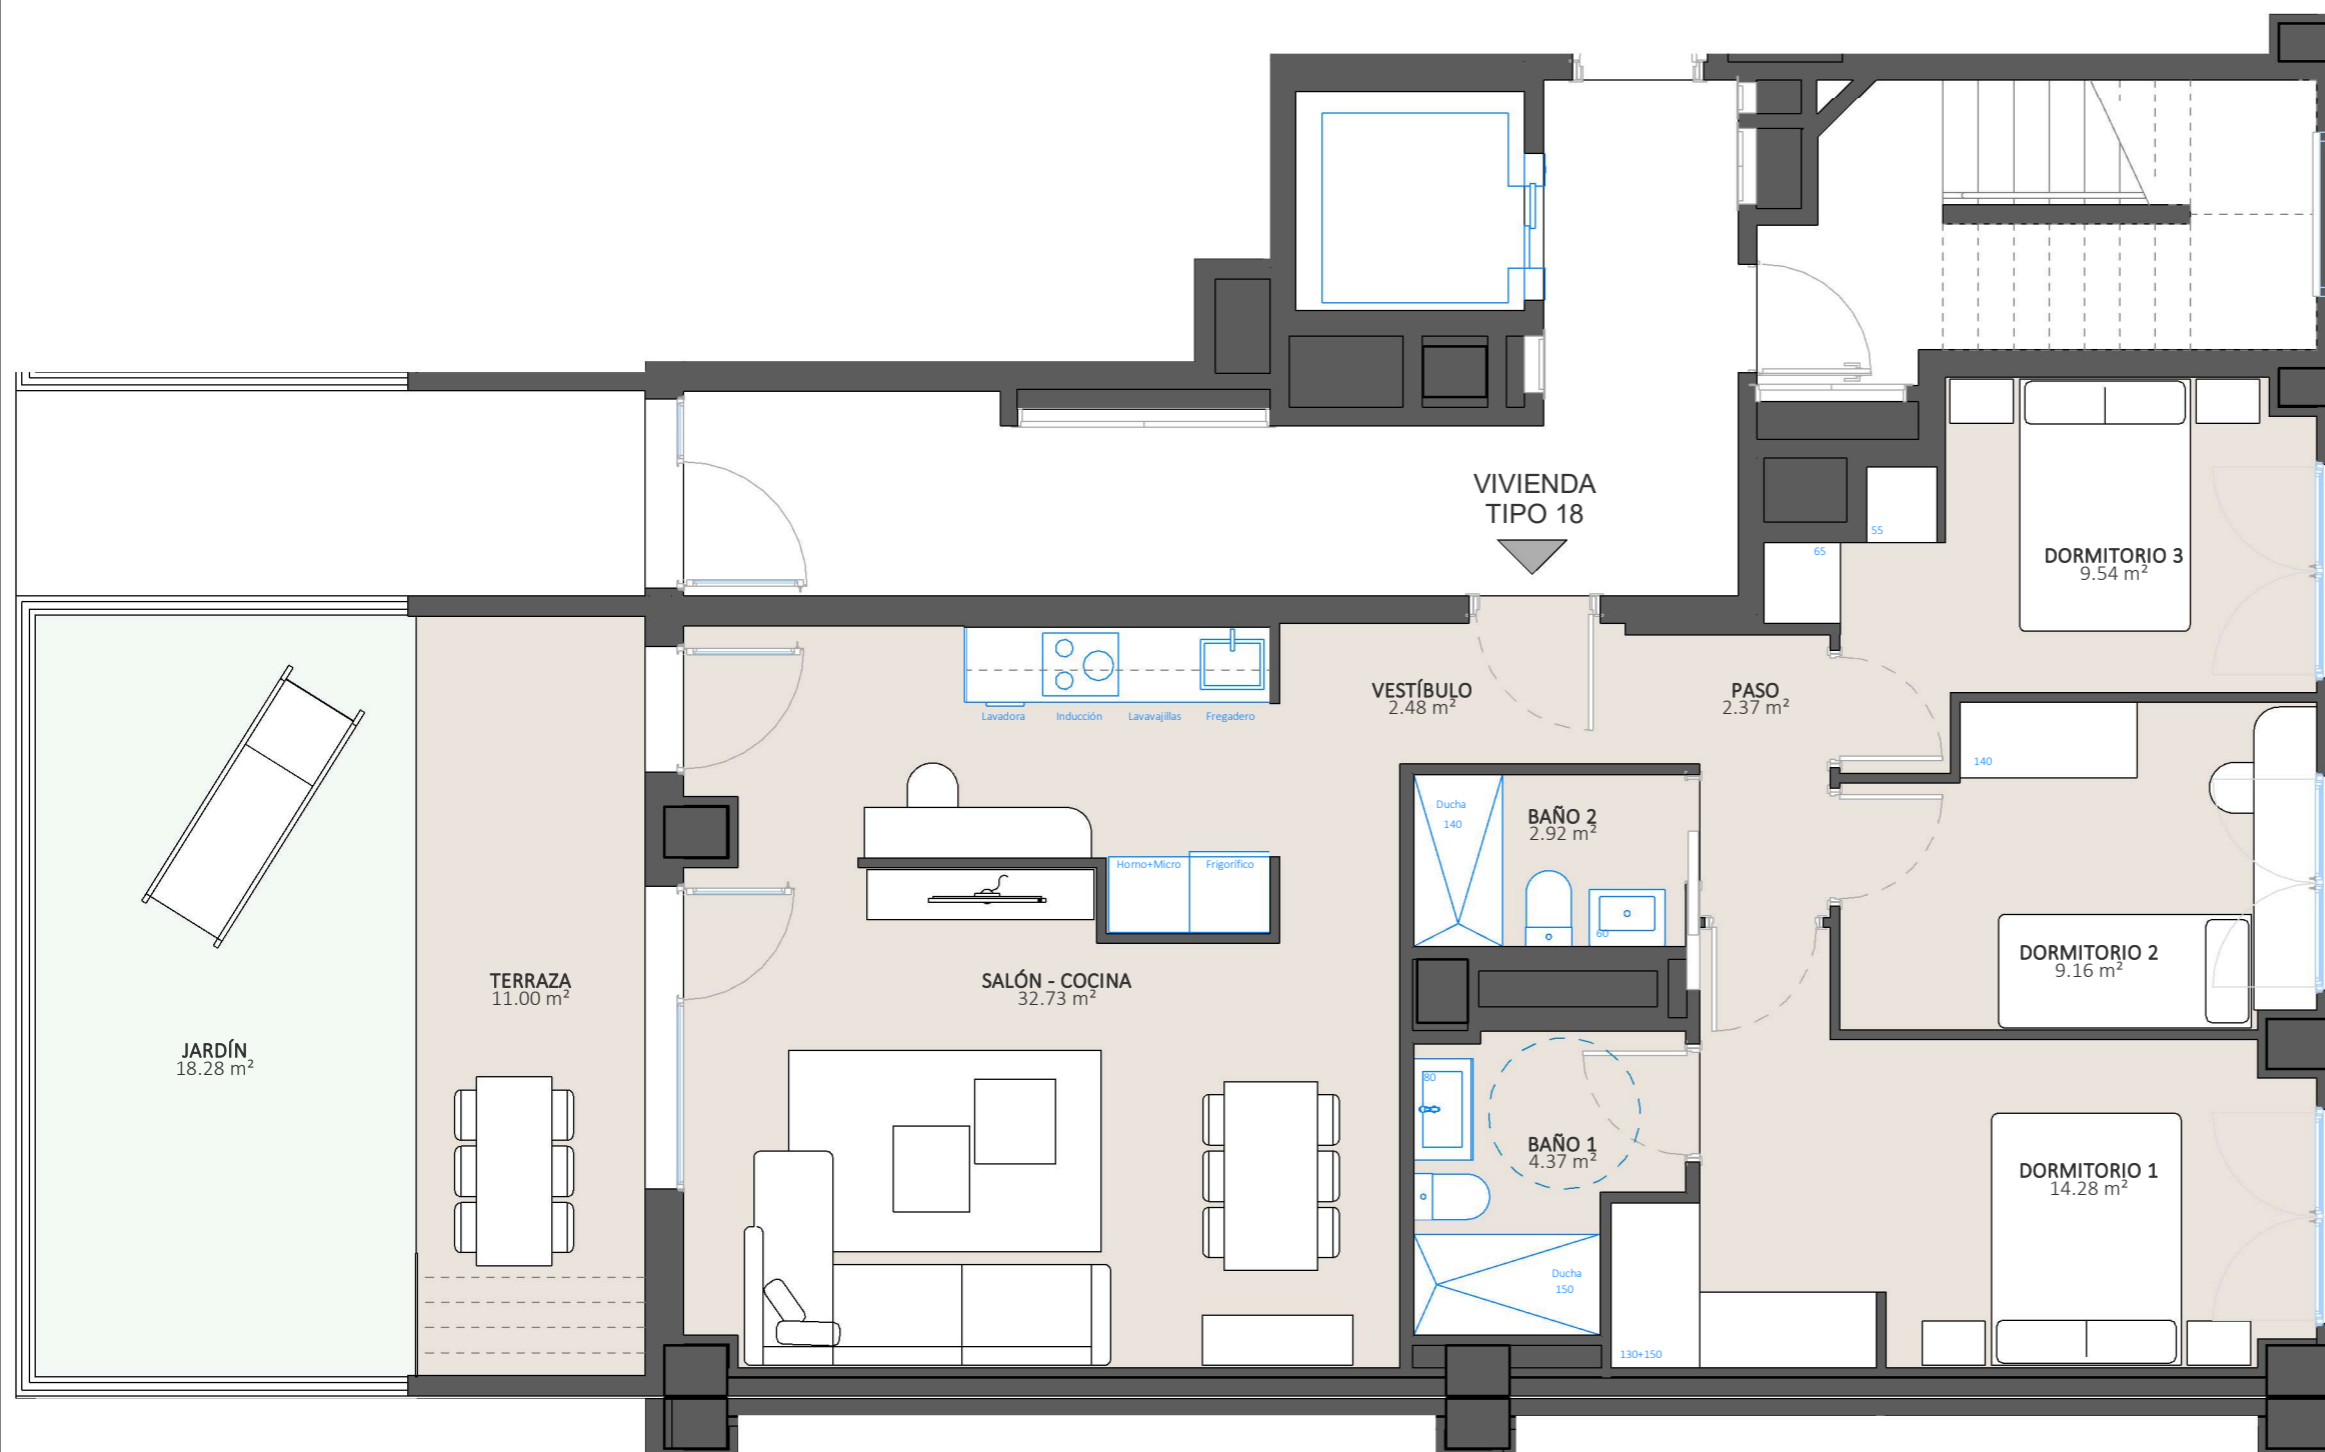 VIVIENDA
TIPO 18
55
65
DORMITORIO 3
9.54 m²
VESTÍBULO
2.48 m²
PASO
2.37 m²
Lavadora
Inducción
Lavavajillas
Fregadero
140
Ducha
140
BAÑO 2
2.92 m²
60
Horno+Micro
Frigorífico
DORMITORIO 2
9.16 m²
TERRAZA
11.00 m²
SALÓN - COCINA
32.73 m²
JARDÍN
18.28 m²
80
BAÑO 1
4.37 m²
DORMITORIO 1
14.28 m²
Ducha
150
130+150